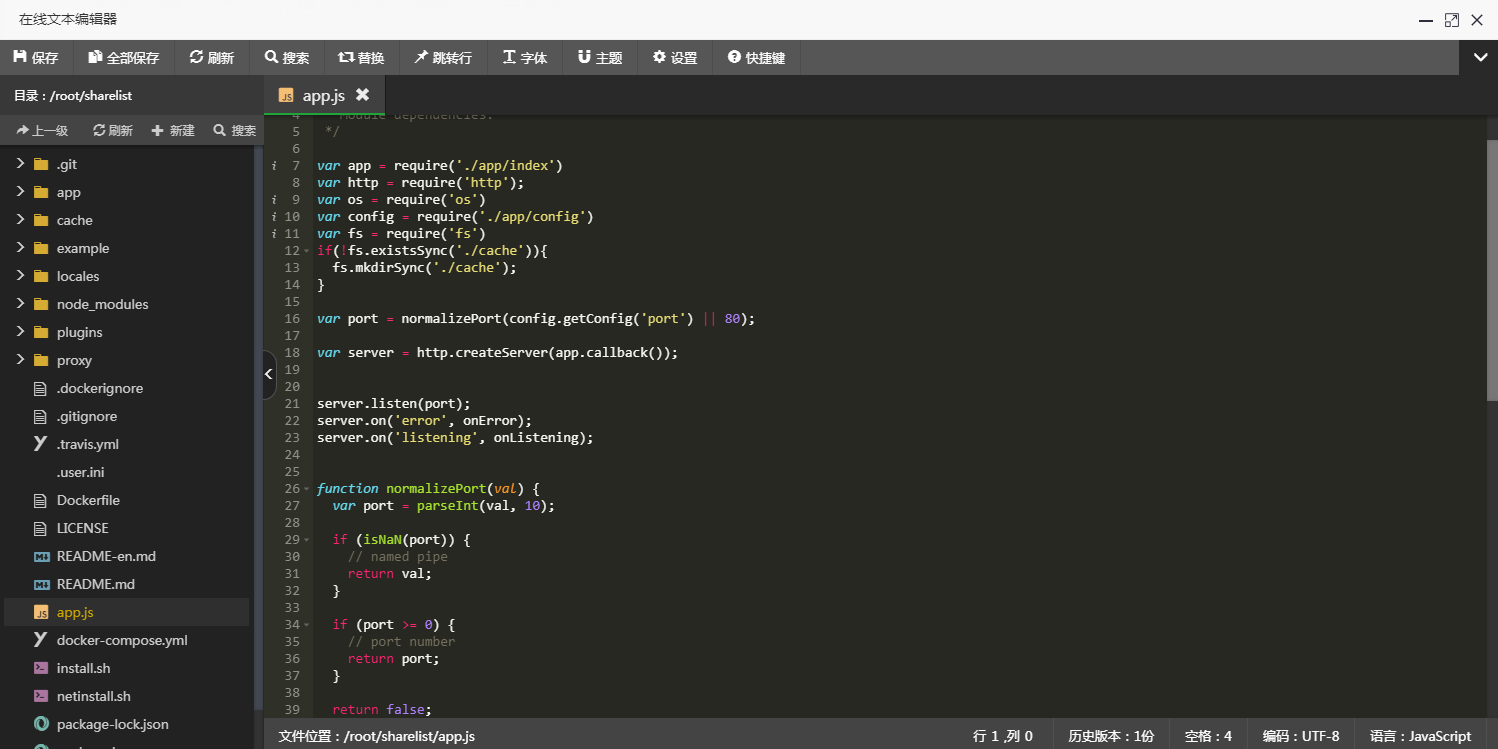 在线文本编辑器
保存 全部保存 刷新 搜索 替换 跳转行 字体 主题 设置 快捷键
目录：/root/sharelist
上一级 刷新 新建 搜索
.git
app
cache
example
locales
node_modules
plugins
proxy
.dockerignore
.gitignore
.travis.yml
.user.ini
Dockerfile
LICENSE
README-en.md
README.md
app.js
docker-compose.yml
install.sh
netinstall.sh
package-lock.json
app.js
4 Module dependencies.
5 */
6
7 var app = require('./app/index')
8 var http = require('http');
9 var os = require('os')
10 var config = require('./app/config')
11 var fs = require('fs')
12 if(!fs.existsSync('./cache')){
13 fs.mkdirSync('./cache');
14 }
15
16 var port = normalizePort(config.getConfig('port') || 80);
17
18 var server = http.createServer(app.callback());
19
20
21 server.listen(port);
22 server.on('error', onError);
23 server.on('listening', onListening);
24
25
26 function normalizePort(val) {
27 var port = parseInt(val, 10);
28
29 if (isNaN(port)) {
30 // named pipe
31 return val;
32 }
33
34 if (port >= 0) {
35 // port number
36 return port;
37 }
38
39 return false;
文件位置：/root/sharelist/app.js 行 1 ,列 0 历史版本：1份 空格：4 编码：UTF-8 语言：JavaScript